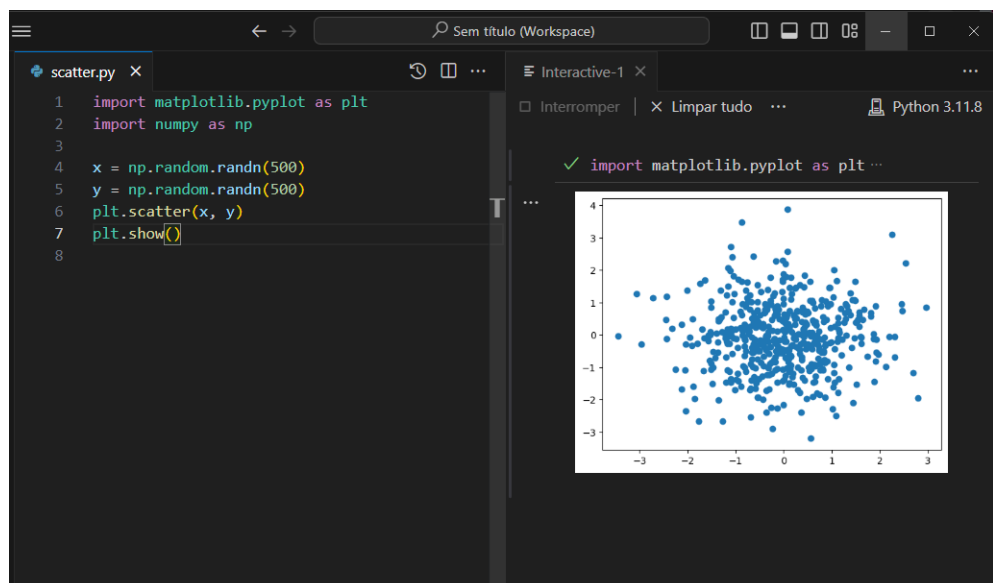 Sem título (Workspace)
scatter.py
Interactive-1
Interromper Limpar tudo ... Python 3.11.8
1 import matplotlib.pyplot as plt
2 import numpy as np
3
4 x = np.random.randn(500)
5 y = np.random.randn(500)
6 plt.scatter(x, y)
7 plt.show()
8
import matplotlib.pyplot as plt ...
4
3
2
1
0
−1
−2
−3
−3 −2 −1 0 1 2 3